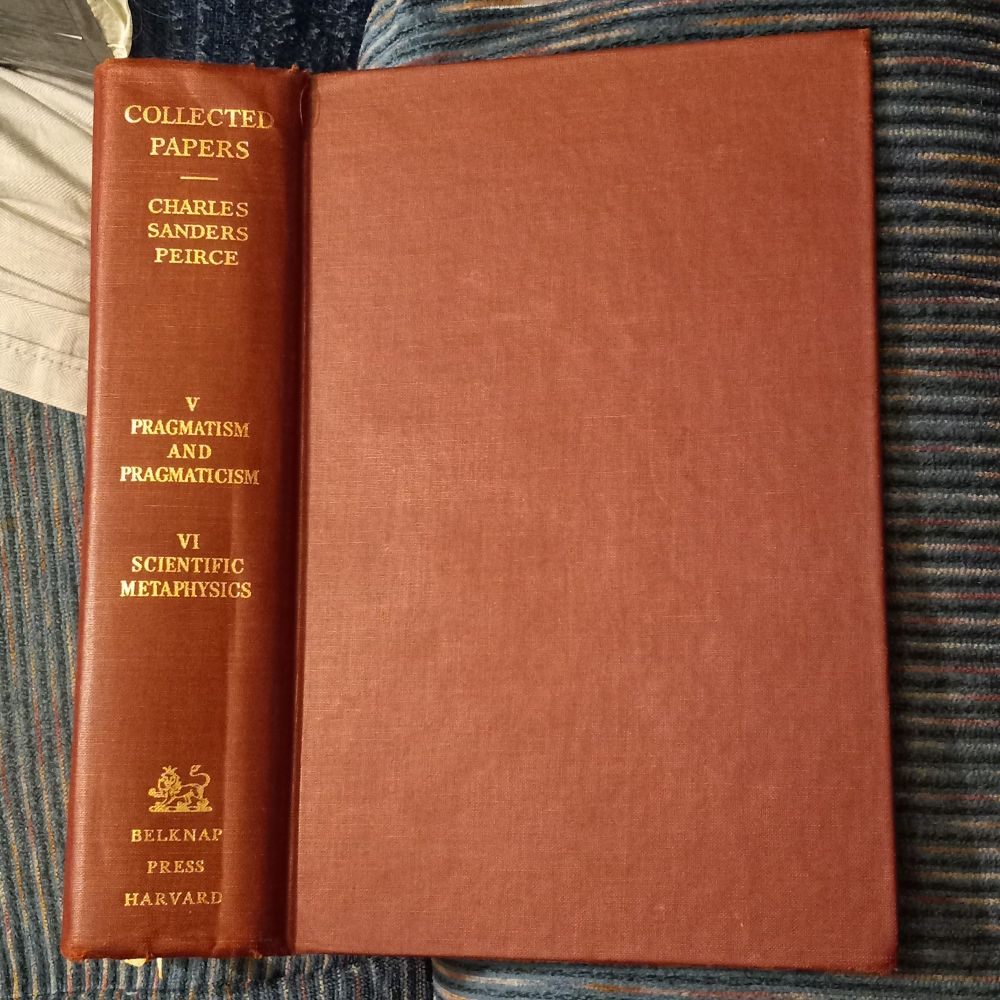 COLLECTED
PAPERS
CHARLES
SANDERS
PEIRCE
V
PRAGMATISM
AND
PRAGMATICISM
VI
SCIENTIFIC
METAPHYSICS
BELKNAP
PRESS
HARVARD